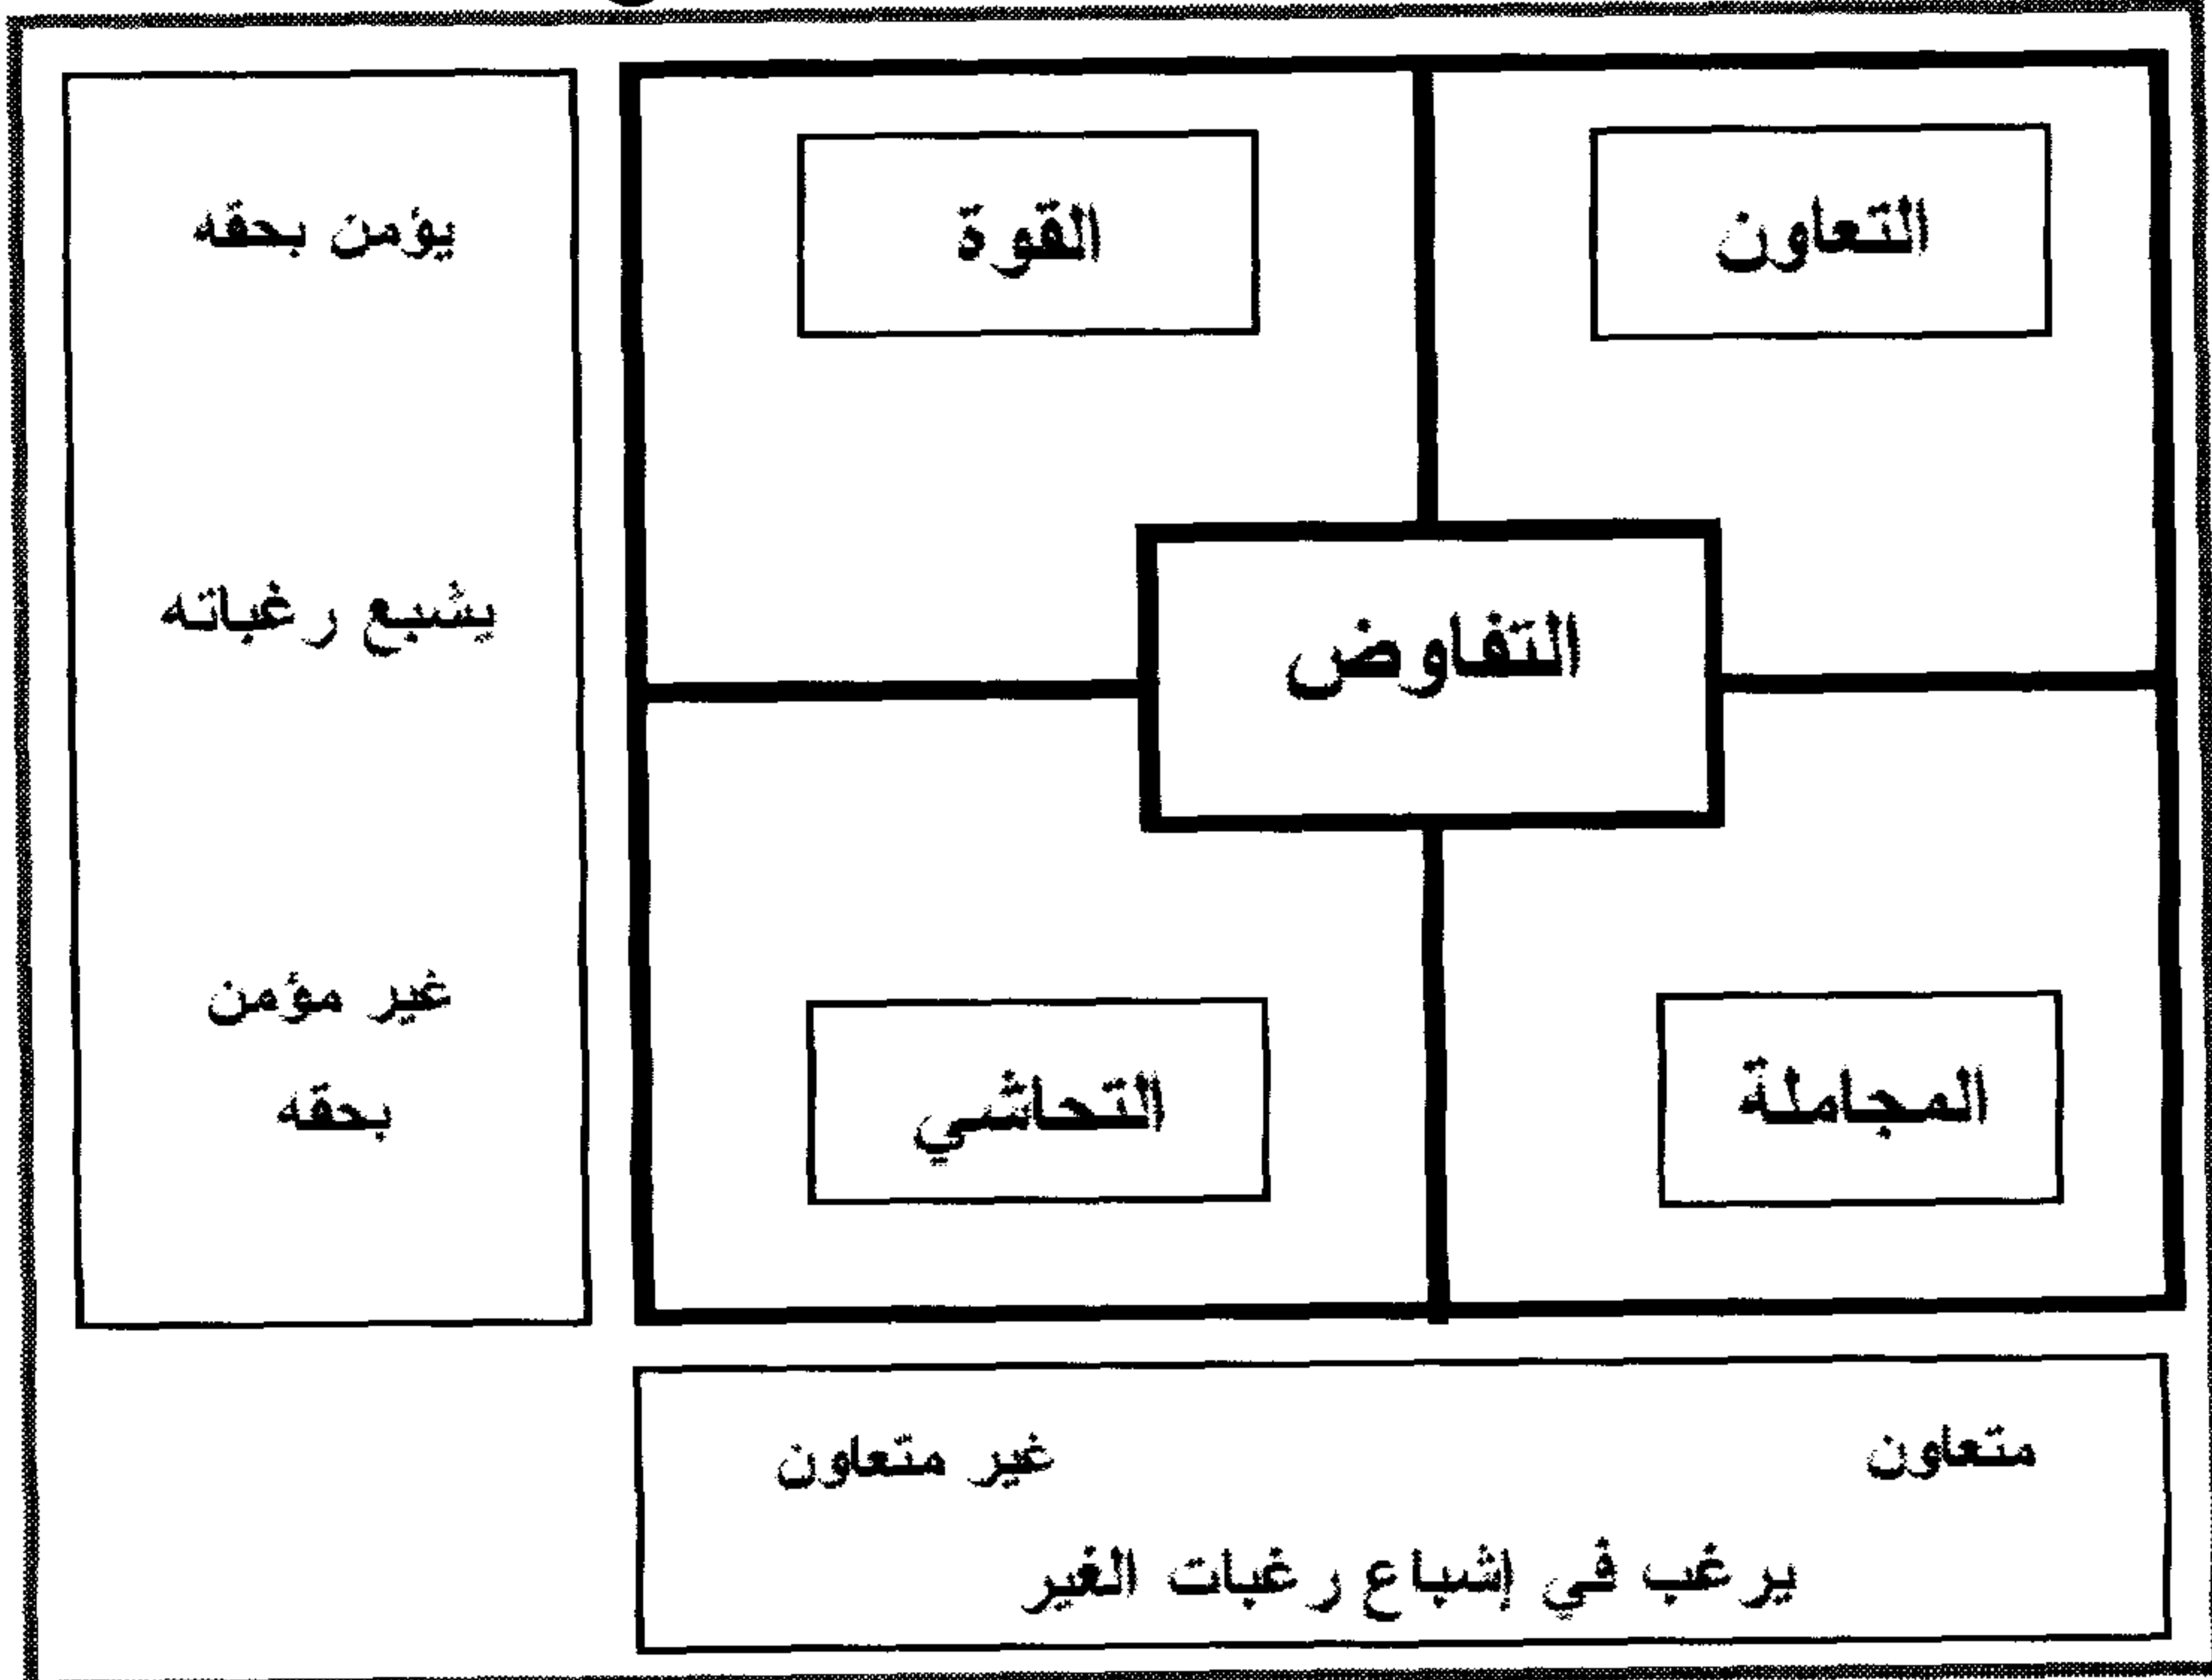 التعاون
القوة
يؤمن بحقه
التفاوض
يشبع رغباته
المجاملة
التحاشي
غير مؤمن
بحقه
متعاون
غير متعاون
يرغب في إشباع رغبات الغير